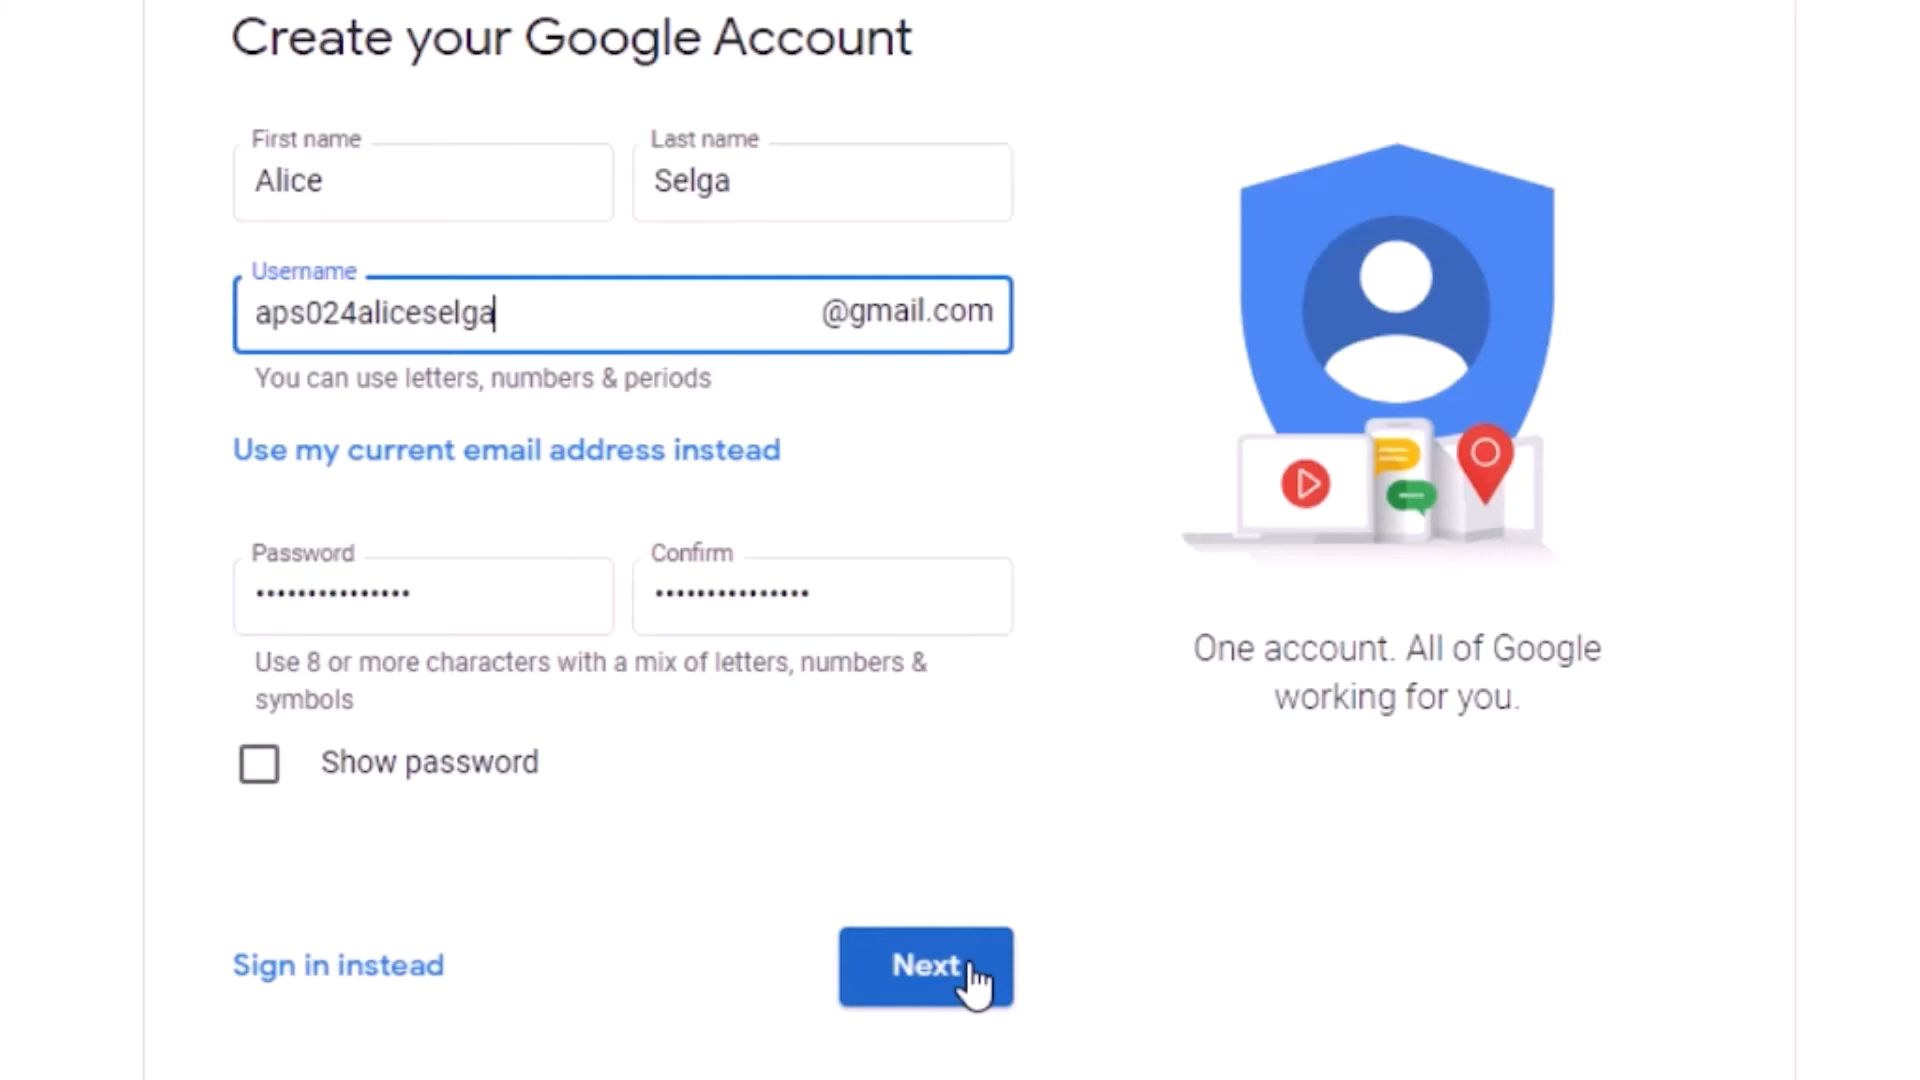 Create your Google Account
First name
Last name
Alice
Selga
Username
aps024aliceselga
@gmail.com
You can use letters, numbers & periods
Use my current email address instead
Password
Confirm
•••••••••••••••
•••••••••••••••
Use 8 or more characters with a mix of letters, numbers &
symbols
Show password
One account. All of Google
working for you.
Sign in instead
Next